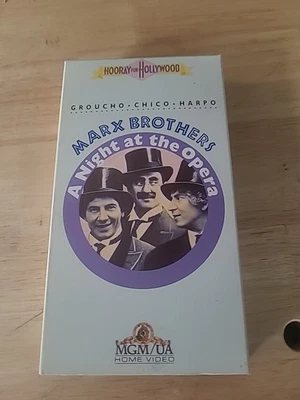 HOORAY FOR HOLLYWOOD
GROUCHO • CHICO • HARPO
MARX BROTHERS
A Night at the Opera
MGM/UA
HOME VIDEO